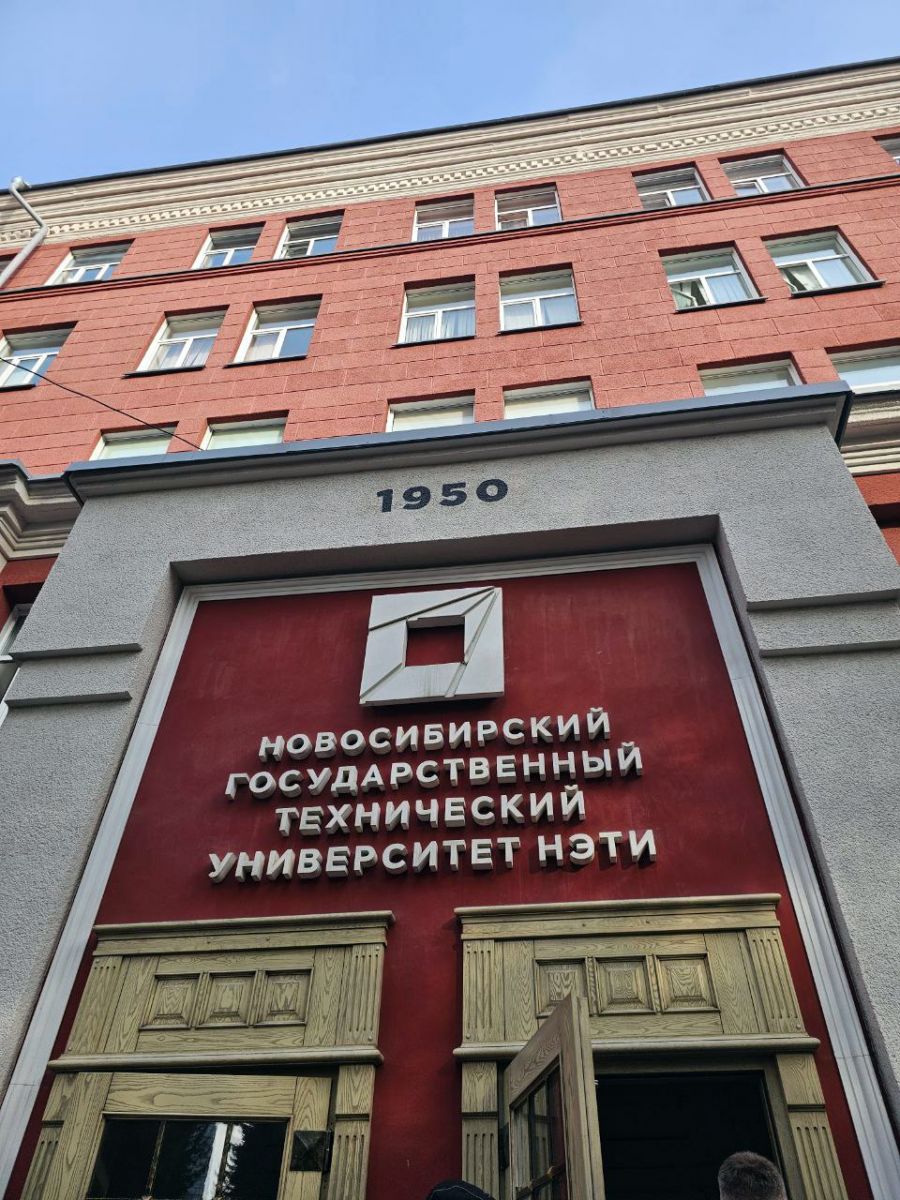 1950
НОВОСИБИРСКИЙ
ГОСУДАРСТВЕННЫЙ
ТЕХНИЧЕСКИЙ
УНИВЕРСИТЕТ НЭТИ